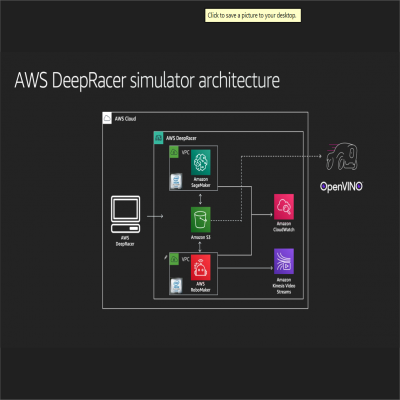 Click to save a picture to your desktop.
AWS DeepRacer simulator architecture
AWS Cloud
AWS DeepRacer
VPC
Amazon
SageMaker
OpenVINO
AWS
DeepRacer
Amazon S3
Amazon
CloudWatch
VPC
AWS
RoboMaker
Amazon
Kinesis Video
Streams